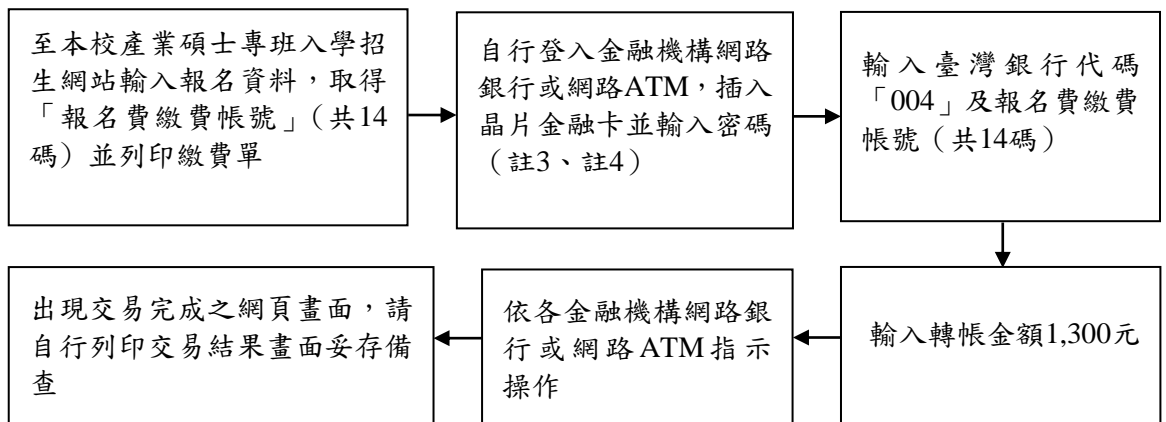 至本校產業碩士專班入學招
生網站輸入報名資料，取得
「報名費繳費帳號」（共14
碼）並列印繳費單
自行登入金融機構網路
銀行或網路ATM，插入
晶片金融卡並輸入密碼
（註3、註4）
輸入臺灣銀行代碼
「004」及報名費繳費
帳號（共14碼）
輸入轉帳金額1,300元
依各金融機構網路銀
行或網路ATM指示
操作
出現交易完成之網頁畫面，請
自行列印交易結果畫面妥存備
查